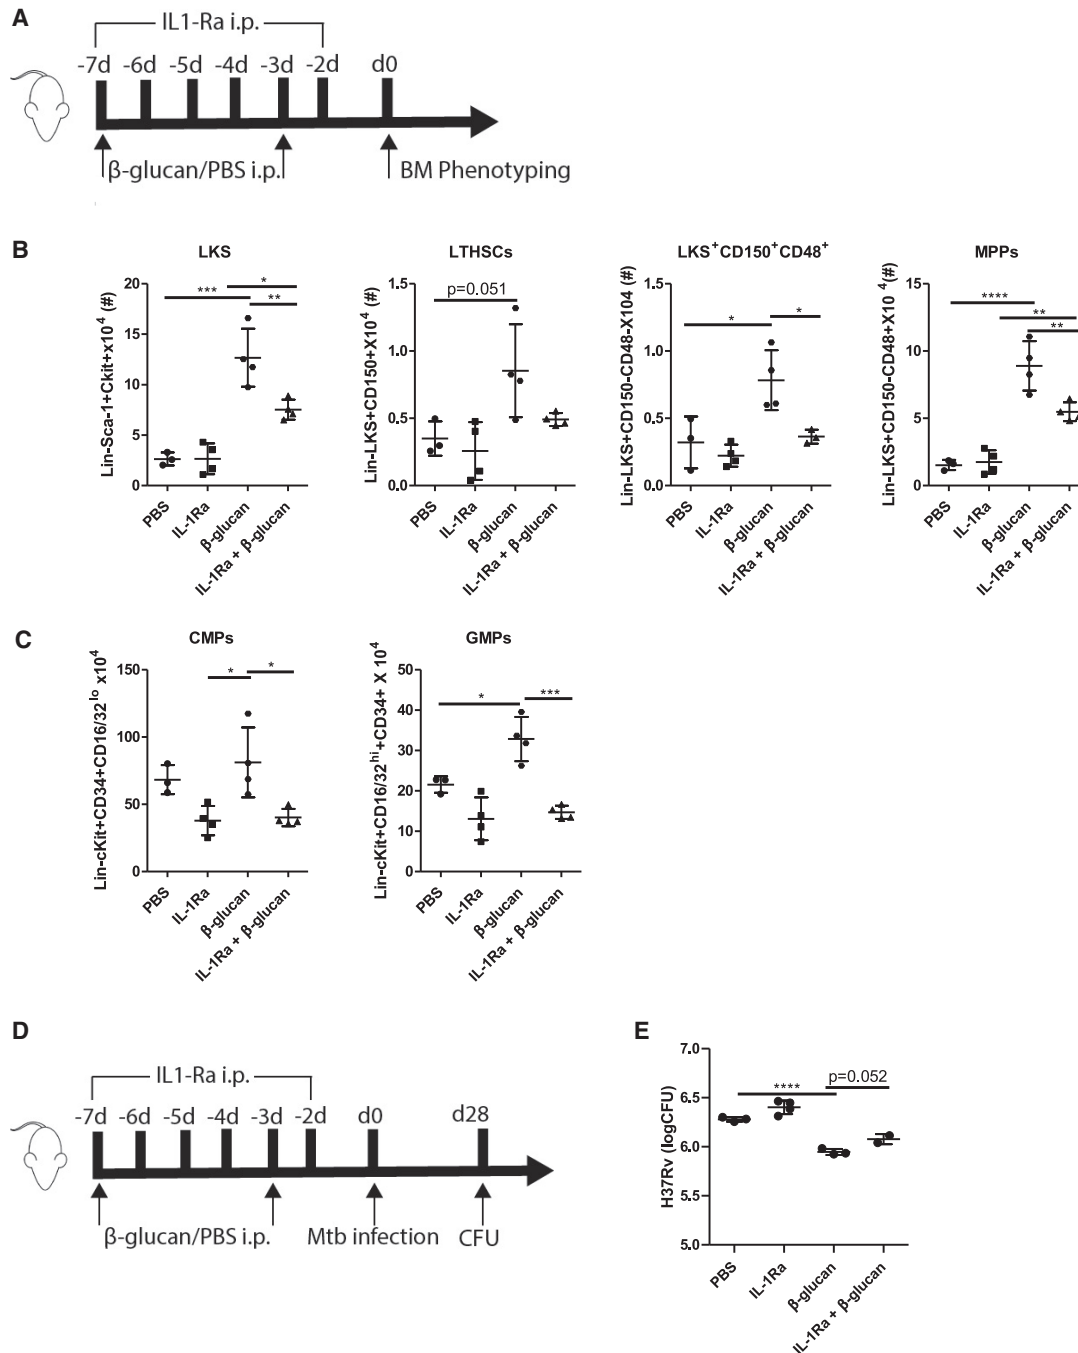 A
IL1-Ra i.p.
-7d -6d -5d -4d -3d -2d d0
β-glucan/PBS i.p. BM Phenotyping
B
LKS
Lin-Sca-1+Ckit+x10^4 (#)
20
15
10
5
0
***
*
**
PBS
IL-1Ra
β-glucan
IL-1Ra + β-glucan
LTHSCs
Lin-LKS+CD150+X10^4 (#)
1.5
1.0
0.5
0.0
p=0.051
PBS
IL-1Ra
β-glucan
IL-1Ra + β-glucan
LKS^+CD150^+CD48^+
Lin-LKS+CD150-CD48-X104 (#)
1.5
1.0
0.5
0.0
*
*
PBS
IL-1Ra
β-glucan
IL-1Ra + β-glucan
MPPs
Lin-LKS+CD150-CD48+X10^4(#)
15
10
5
0
****
**
**
PBS
IL-1Ra
β-glucan
IL-1Ra + β-glucan
C
CMPs
Lin-cKit+CD34+CD16/32^lo x10^4
150
100
50
0
*
*
PBS
IL-1Ra
β-glucan
IL-1Ra + β-glucan
GMPs
Lin-cKit+CD16/32^hi+CD34+ X 10^4
50
40
30
20
10
0
*
***
PBS
IL-1Ra
β-glucan
IL-1Ra + β-glucan
D
IL1-Ra i.p.
-7d -6d -5d -4d -3d -2d d0 d28
β-glucan/PBS i.p. Mtb infection CFU
E
H37Rv (logCFU)
7.0
6.5
6.0
5.5
5.0
****
p=0.052
PBS
IL-1Ra
β-glucan
IL-1Ra + β-glucan